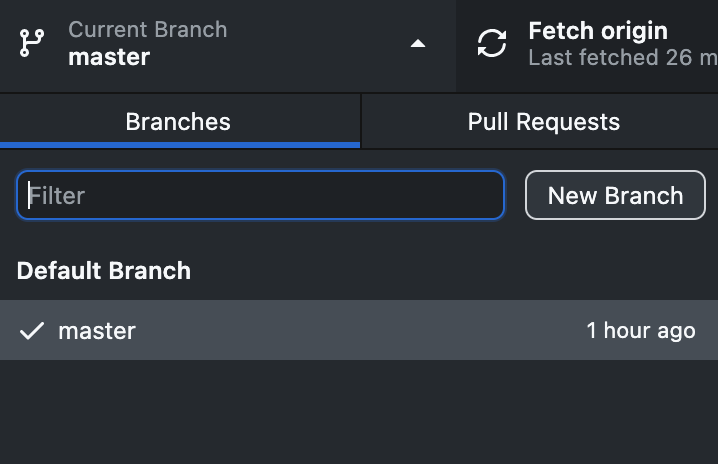 Current Branch
master
Fetch origin
Last fetched 26 m
Branches
Pull Requests
Filter
New Branch
Default Branch
master
1 hour ago